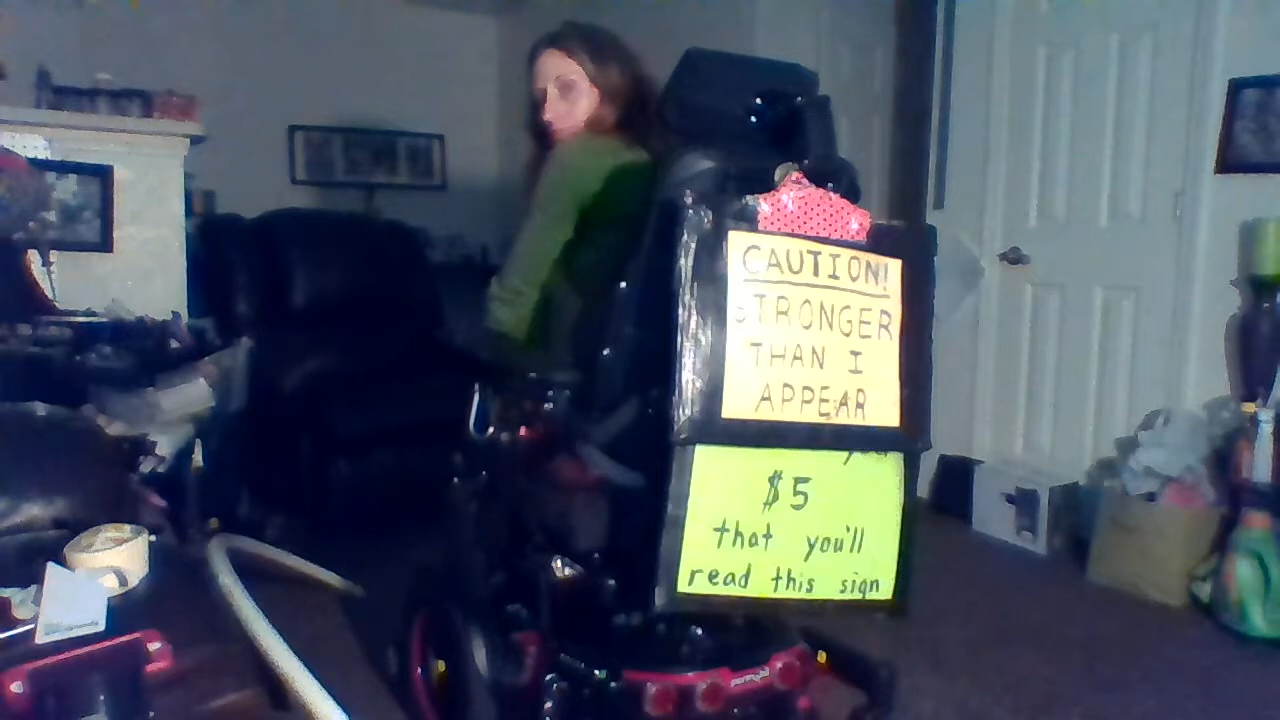 CAUTION!
STRONGER
THAN I
APPEAR
$5
that you'll
read this sign